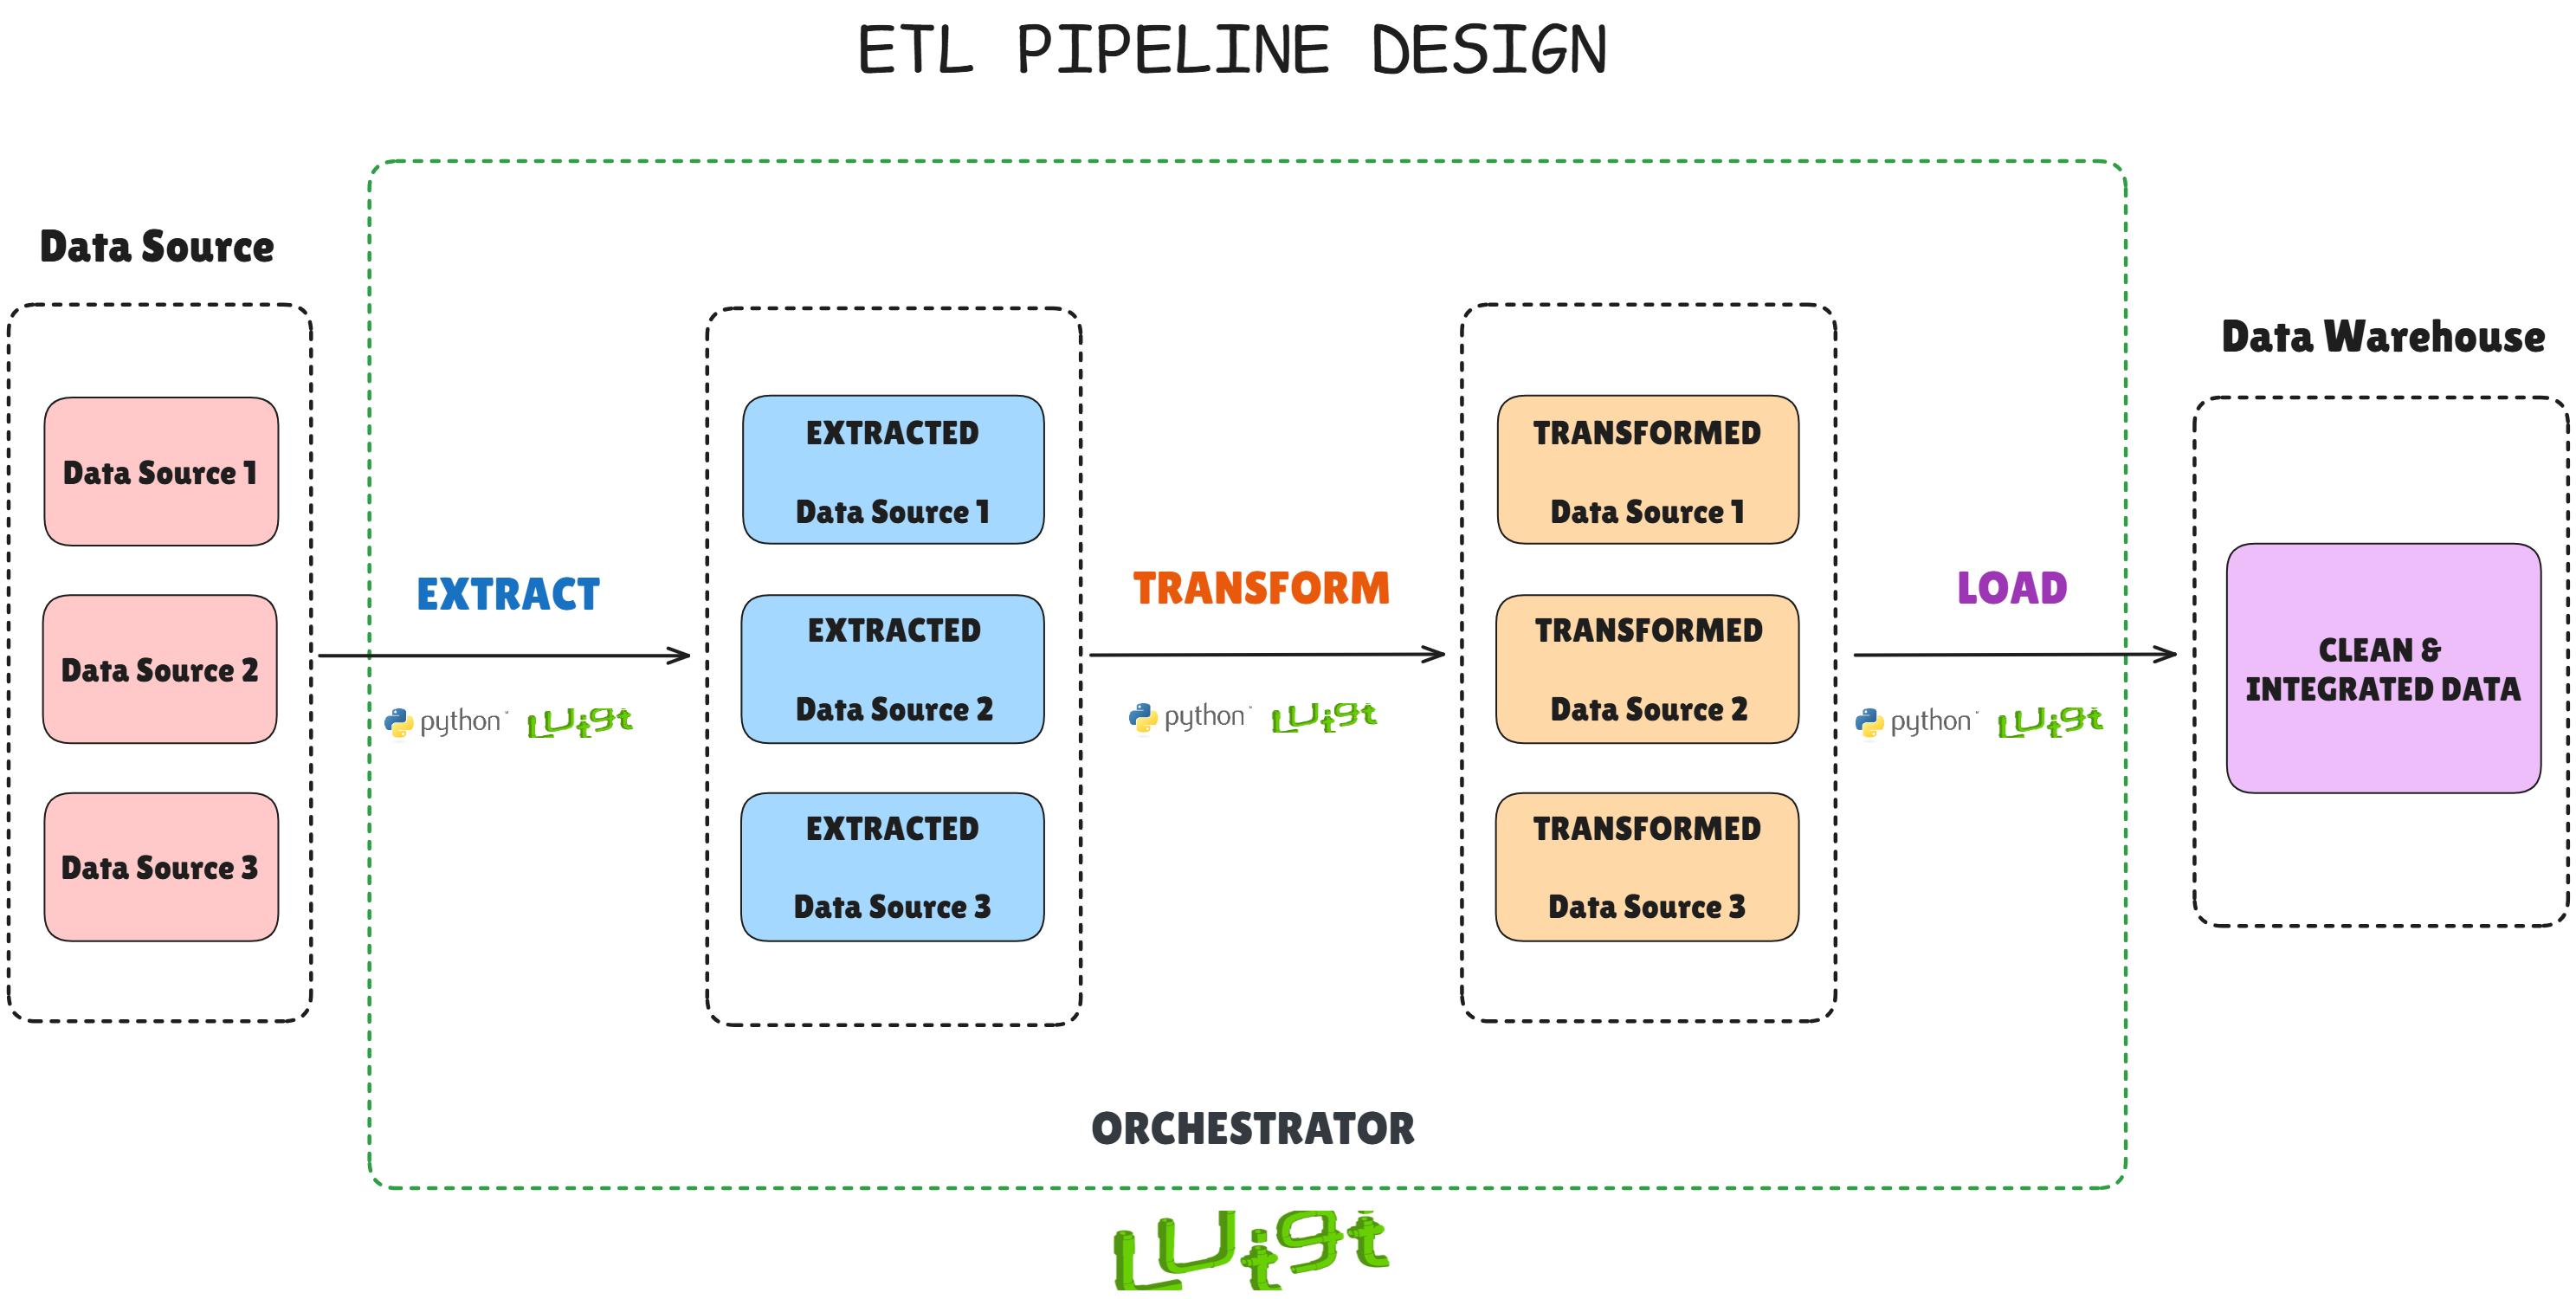 ETL PIPELINE DESIGN
Data Source
Data Source 1
Data Source 2
Data Source 3
EXTRACT
python
Luigi
EXTRACTED
Data Source 1
EXTRACTED
Data Source 2
EXTRACTED
Data Source 3
TRANSFORM
python
Luigi
TRANSFORMED
Data Source 1
TRANSFORMED
Data Source 2
TRANSFORMED
Data Source 3
LOAD
python
Luigi
Data Warehouse
CLEAN &
INTEGRATED DATA
ORCHESTRATOR
Luigi